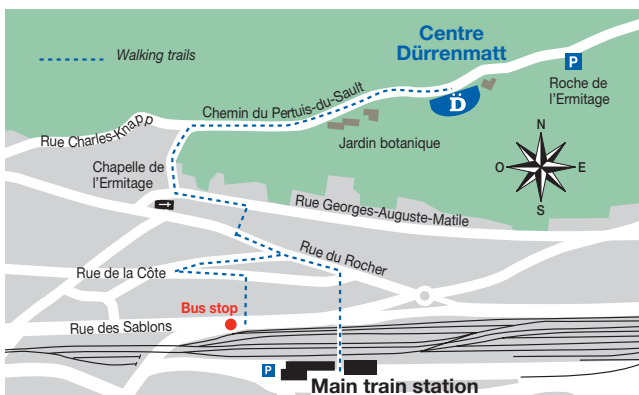 Walking trails
Centre
Dürrenmatt
P
Roche de
l'Ermitage
D̈
Chemin du Pertuis-du-Sault
Rue Charles-Knapp
Jardin botanique
N
O
E
S
Chapelle de
l'Ermitage
Rue Georges-Auguste-Matile
Rue du Rocher
Rue de la Côte
Bus stop
Rue des Sablons
P
Main train station